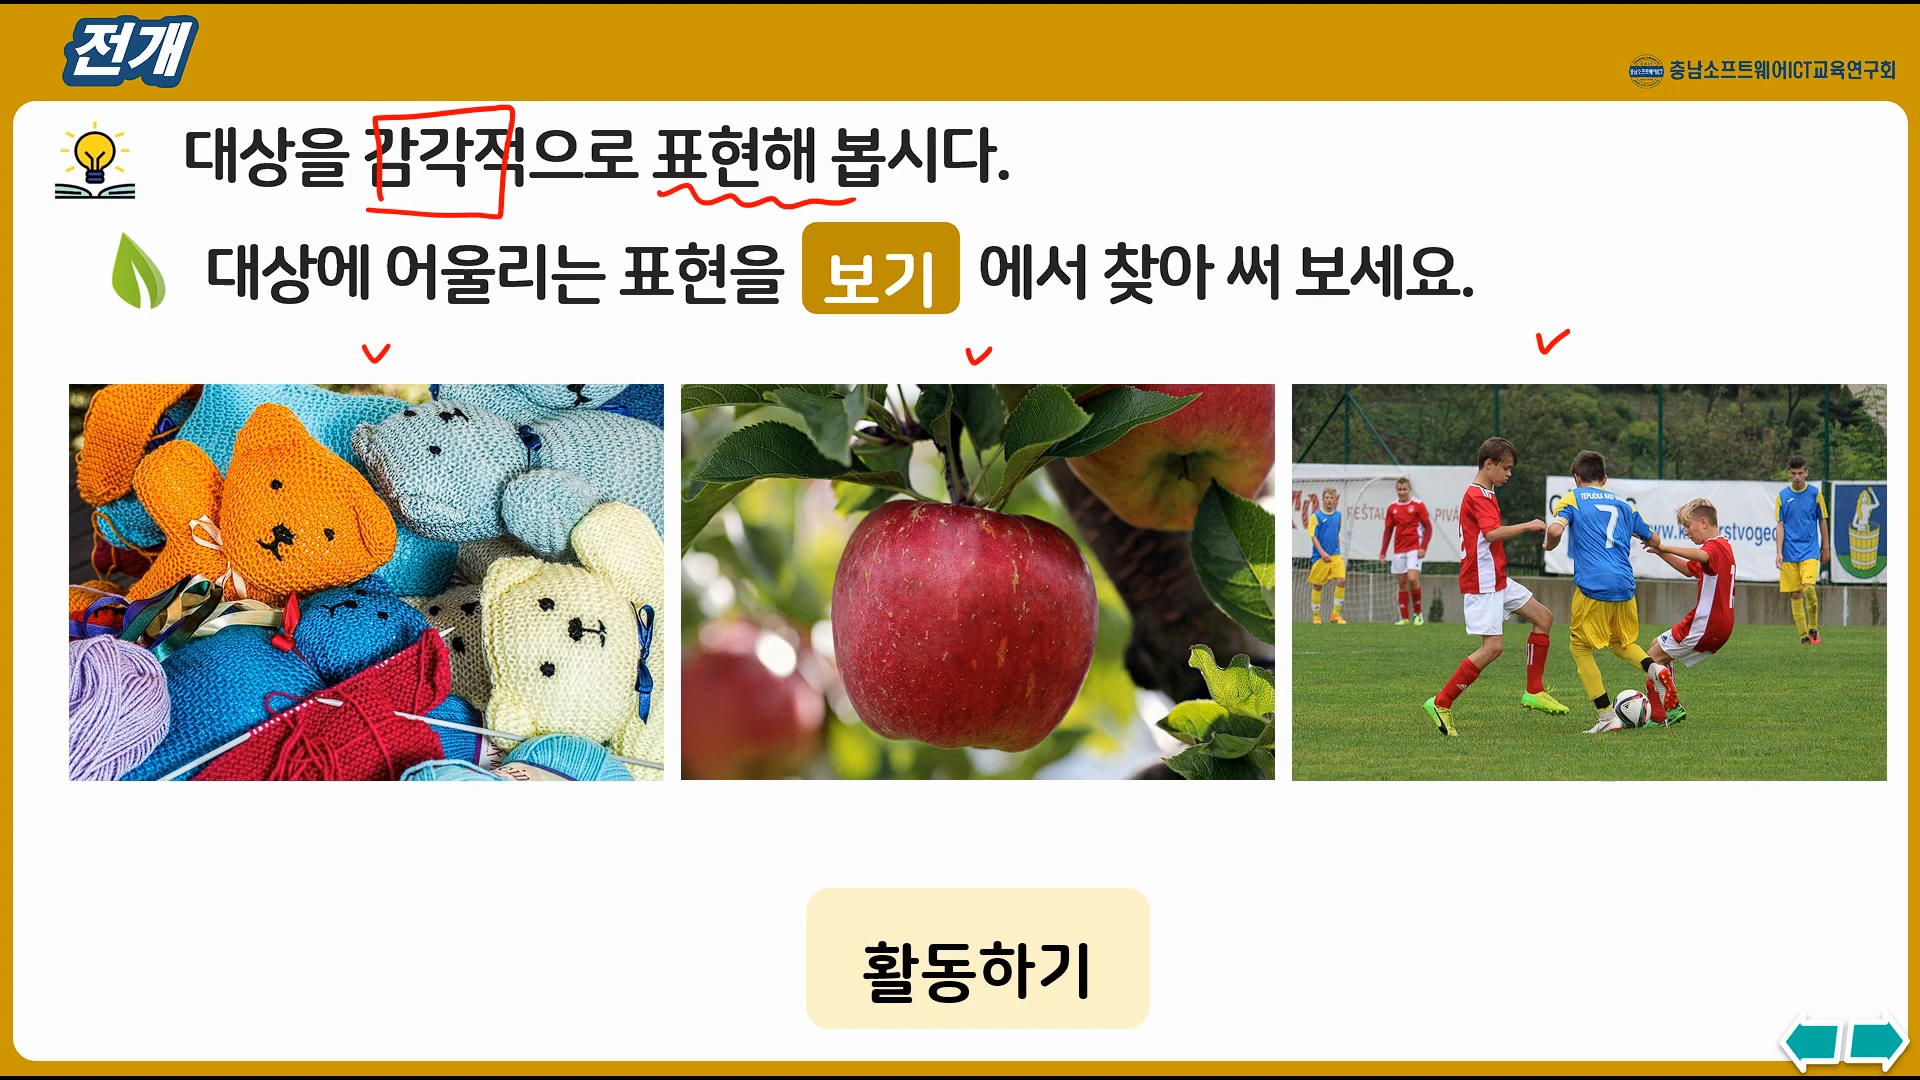 전개
충남소프트웨어ICT교육연구회
대상을 감각적으로 표현해 봅시다.
대상에 어울리는 표현을 보기 에서 찾아 써 보세요.
7
활동하기